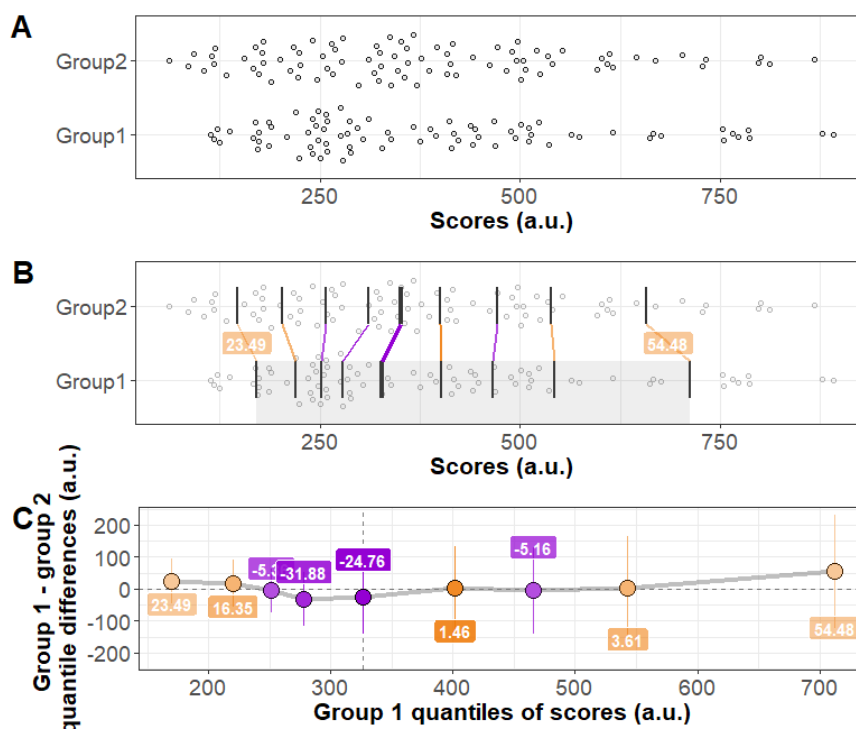 A
Group2
Group1
250 500 750
Scores (a.u.)
B
Group2
23.49 54.48
Group1
250 500 750
Scores (a.u.)
C
Group 1 - group 2
quantile differences (a.u.)
200
100
0
-100
-200
-31.88 -24.76 -5.16
23.49 16.35 1.46 3.61 54.48
200 300 400 500 600 700
Group 1 quantiles of scores (a.u.)